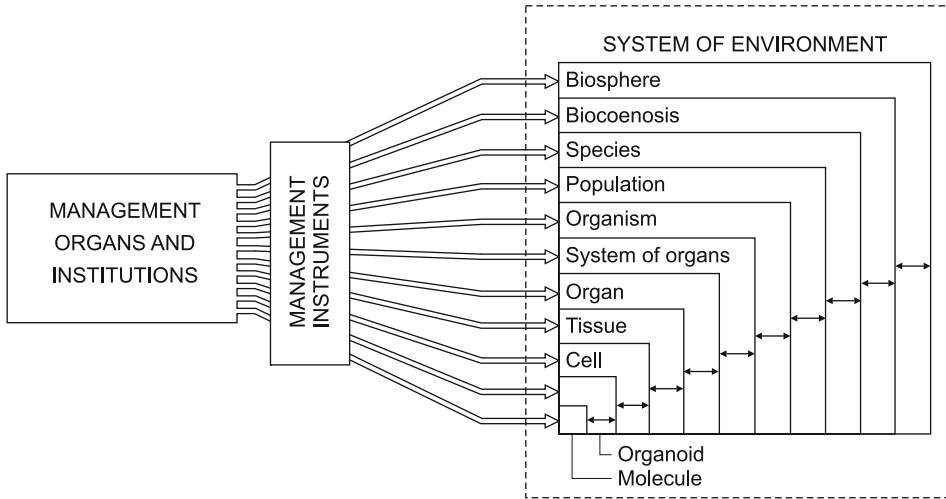 SYSTEM OF ENVIRONMENT
Biosphere
Biocoenosis
Species
Population
Organism
System of organs
Organ
Tissue
Cell
Organoid
Molecule
MANAGEMENT
ORGANS AND
INSTITUTIONS
MANAGEMENT
INSTRUMENTS